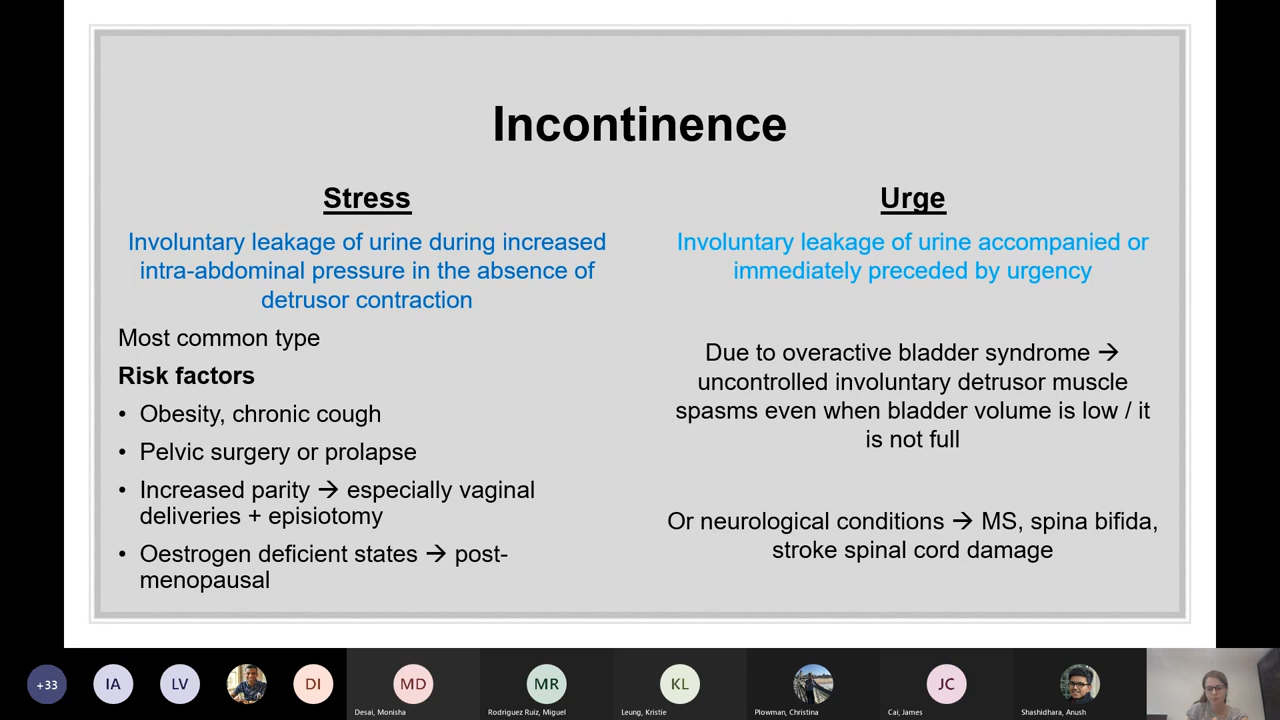 Incontinence
Stress
Involuntary leakage of urine during increased
intra-abdominal pressure in the absence of
detrusor contraction
Most common type
Risk factors
• Obesity, chronic cough
• Pelvic surgery or prolapse
• Increased parity → especially vaginal
deliveries + episiotomy
• Oestrogen deficient states → post-
menopausal
Urge
Involuntary leakage of urine accompanied or
immediately preceded by urgency
Due to overactive bladder syndrome →
uncontrolled involuntary detrusor muscle
spasms even when bladder volume is low / it
is not full
Or neurological conditions → MS, spina bifida,
stroke spinal cord damage
+33
IA
LV
DI
MD
Desai, Monisha
MR
Rodriguez Ruiz, Miguel
KL
Leung, Kristie
Plowman, Christina
JC
Cai, James
Shashidhara, Anush